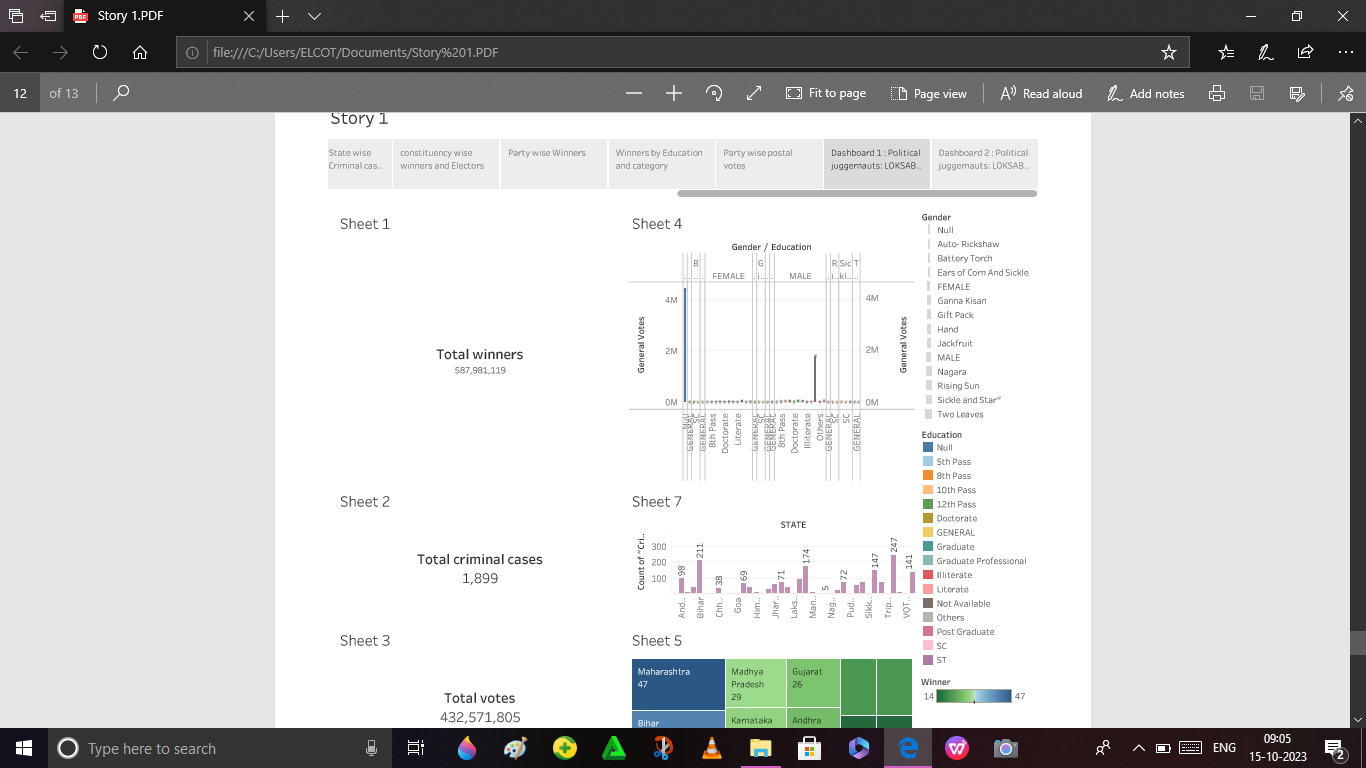 Story 1.PDF
file:///C:/Users/ELCOT/Documents/Story%201.PDF
12 of 13
Fit to page
Page view
Read aloud
Add notes
Story 1
State wise
Criminal cas..
constituency wise
winners and Electors
Party wise Winners
Winners by Education
and category
Party wise postal
votes
Dashboard 1 : Political
juggernauts: LOKSAB..
Dashboard 2 : Political
juggernauts: LOKSAB..
Sheet 1
Total winners
587,981,119
Sheet 4
Gender / Education
B G R Sic T
.. ... .. FEMALE .i.. .. MALE .i.. kl.. ..
4M
2M
0M
General Votes
4M
2M
0M
General Votes
Null
GENERAL"
SC
GENERAL
8th Pass
Doctorate
Literate
GENERAL
SC
GENERAL
GENERAL
8th Pass
Doctorate
Illiterate
Others
GENERAL
SC
SC
GENERAL
Gender
Null
Auto- Rickshaw
Battery Torch
Ears of Corn And Sickle
FEMALE
Ganna Kisan
Gift Pack
Hand
Jackfruit
MALE
Nagara
Rising Sun
Sickle and Star"
Two Leaves
Education
Null
5th Pass
8th Pass
10th Pass
12th Pass
Doctorate
GENERAL
Graduate
Graduate Professional
Illiterate
Literate
Not Available
Others
Post Graduate
SC
ST
Winner
14 47
Sheet 2
Total criminal cases
1,899
Sheet 7
STATE
Count of "Cri..
300
200
100
98
211
38
69
71
174
5
72
147
247
141
And..
Bihar
Chh..
Goa
Him..
Jhar..
Laks..
Man..
Nag..
Pud..
Sikk..
Trip..
VOT..
Sheet 3
Total votes
432,571,805
Sheet 5
Maharashtra
47
Madhya
Pradesh
29
Gujarat
26
Bihar
Karnataka
Andhra
Type here to search
ENG
09:05
15-10-2023
2